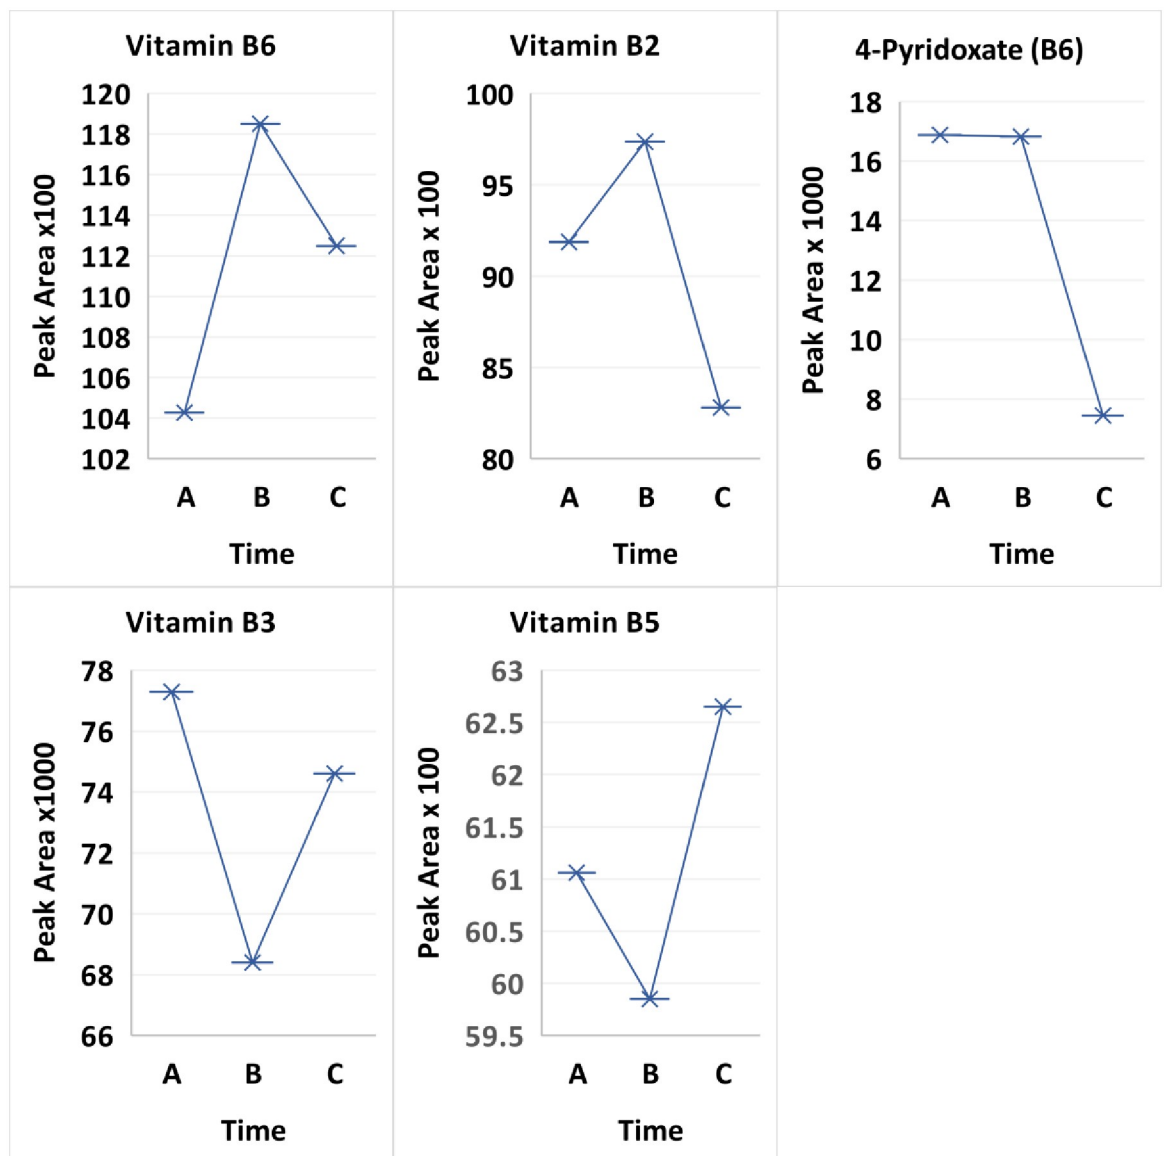 Vitamin B6
Peak Area x100
120
118
116
114
112
110
108
106
104
102
A B C
Time
Vitamin B2
Peak Area x 100
100
95
90
85
80
A B C
Time
4-Pyridoxate (B6)
Peak Area x 1000
18
16
14
12
10
8
6
A B C
Time
Vitamin B3
Peak Area x1000
78
76
74
72
70
68
66
A B C
Time
Vitamin B5
Peak Area x 100
63
62.5
62
61.5
61
60.5
60
59.5
A B C
Time